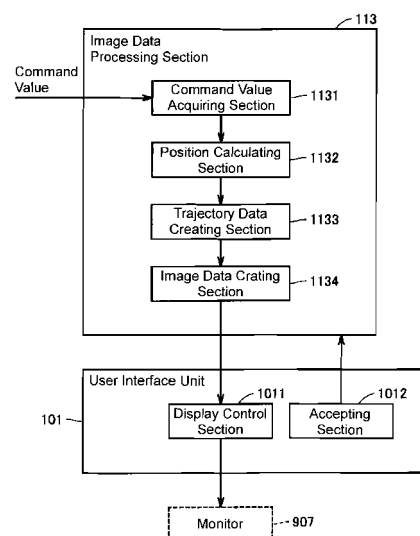 113
Image Data
Processing Section
Command
Value
Command Value
Acquiring Section
1131
Position Calculating
Section
1132
Trajectory Data
Creating Section
1133
Image Data Crating
Section
1134
User Interface Unit
1011
1012
101
Display Control
Section
Accepting
Section
Monitor
907